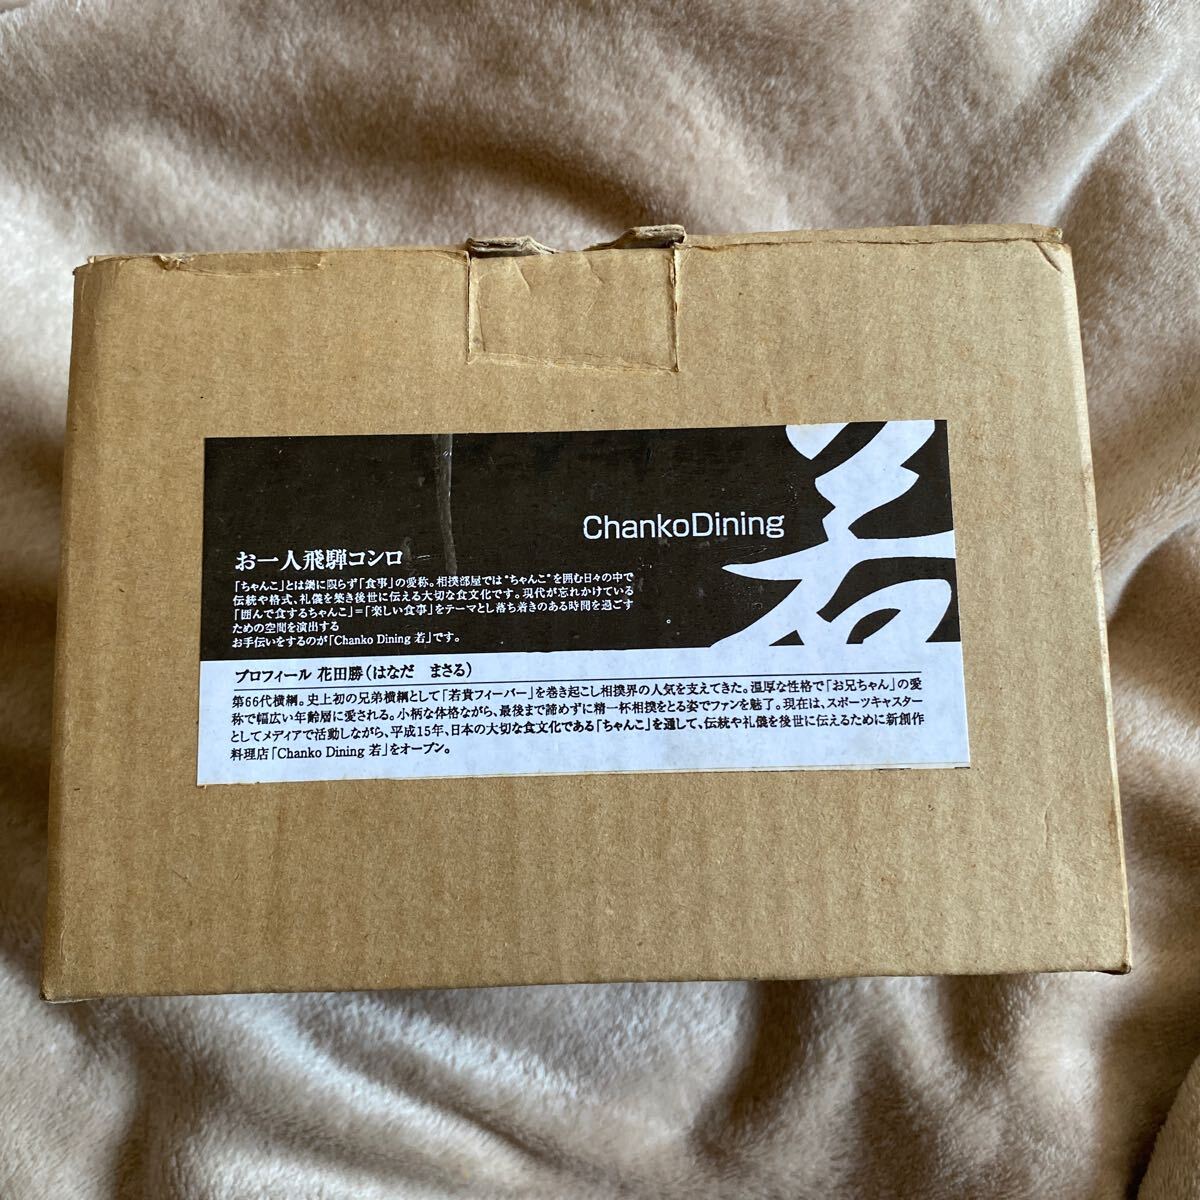 若
ChankoDining
お一人飛騨コンロ
「ちゃんこ」とは鍋に限らず「食事」の愛称。相撲部屋では"ちゃんこ"を囲む日々の中で
伝統や格式、礼儀を築き後世に伝える大切な食文化です。現代が忘れかけている
「囲んで食するちゃんこ」=「楽しい食事」をテーマとし落ち着きのある時間を過ごす
ための空間を演出する 。
お手伝いをするのが「Chanko Dining 若」です。
プロフィール 花田勝(はなだ まさる)
第66代横綱。史上初の兄弟横綱として「若貴フィーバー」を巻き起こし相撲界の人気を支えてきた。温厚な性格で「お兄ちゃん」の愛
称で幅広い年齢層に愛される。小柄な体格ながら、最後まで諦めずに精一杯相撲をとる姿でファンを魅了。現在は、スポーツキャスター
としてメディアで活動しながら、平成15年、日本の大切な食文化である「ちゃんこ」を通して、伝統や礼儀を後世に伝えるために新創作
料理店「Chanko Dining 若」をオープン。